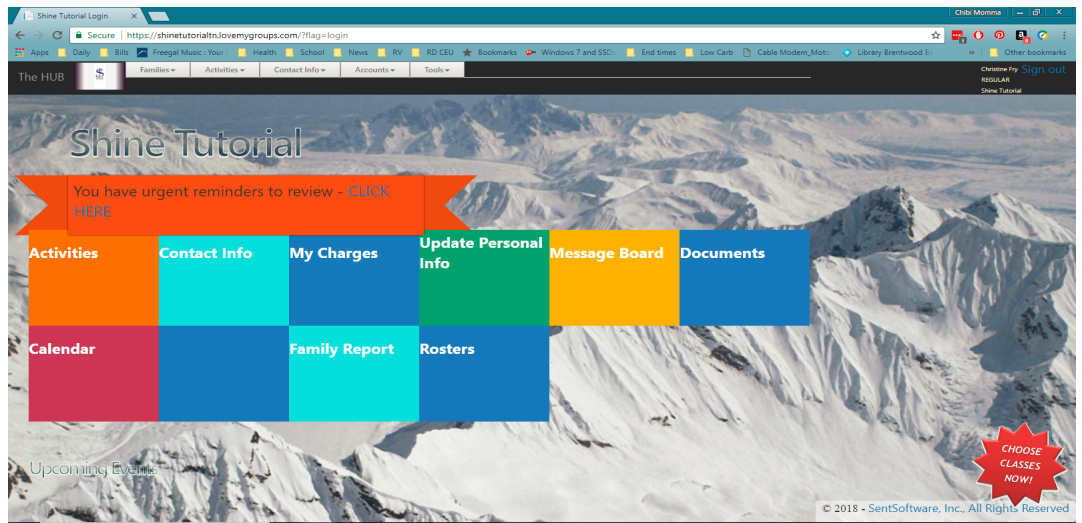 Shine Tutorial Login
Chibi Momma
Secure | https://shinetutorialtn.lovemygroups.com/?flag=login
Apps Daily Bills Freegal Music : Your Health School News RV RD CEU Bookmarks Windows 7 and SSDs End times Low Carb Cable Modem_Moto Library Brentwood » Other bookmarks
The HUB Families Activities Contact Info Accounts Tools Christine Fry Sign out
REGULAR
Shine Tutorial
Shine Tutorial
You have urgent reminders to review - CLICK
HERE
Activities Contact Info My Charges Update Personal Info Message Board Documents
Calendar Family Report Rosters
Upcoming Events
CHOOSE
CLASSES
NOW!
© 2018 - SentSoftware, Inc., All Rights Reserved